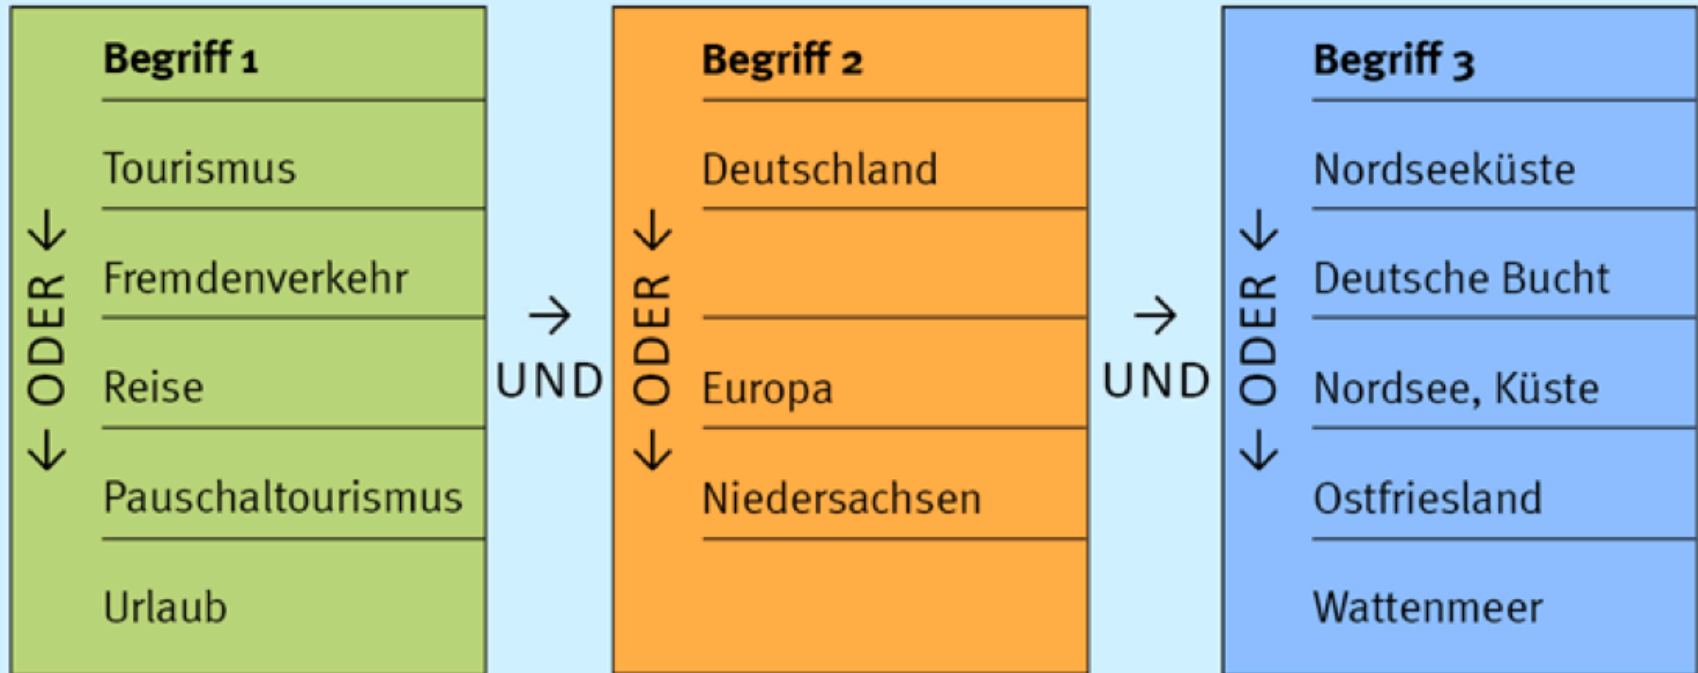 Begriff 1
Tourismus
Fremdenverkehr
Reise
Pauschaltourismus
Urlaub
ODER
UND
Begriff 2
Deutschland
Europa
Niedersachsen
ODER
UND
Begriff 3
Nordseeküste
Deutsche Bucht
Nordsee, Küste
Ostfriesland
Wattenmeer
ODER